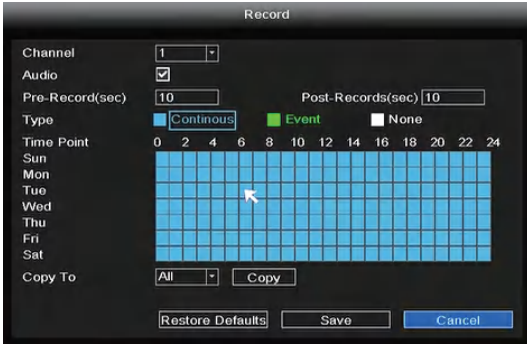 Record
Channel 1
Audio
Pre-Record(sec) 10 Post-Records(sec) 10
Type Continous Event None
Time Point 0 2 4 6 8 10 12 14 16 18 20 22 24
Sun
Mon
Tue
Wed
Thu
Fri
Sat
Copy To All Copy
Restore Defaults Save Cancel